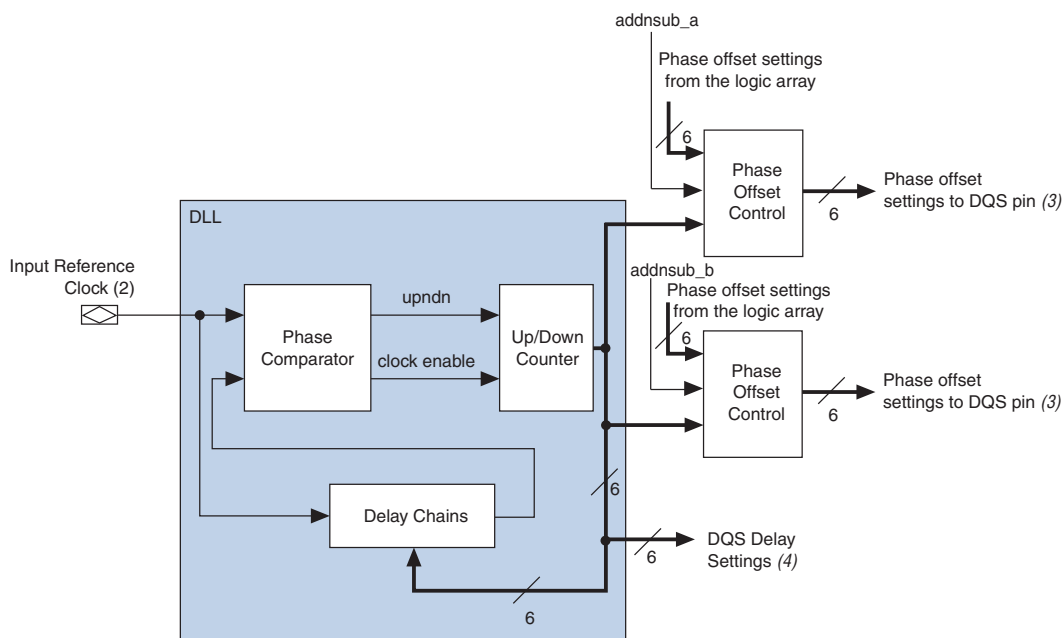 addnsub_a
Phase offset settings
from the logic array
6
Phase
Offset
Control
6
Phase offset
settings to DQS pin (3)
DLL
Input Reference
Clock (2)
Phase
Comparator
upndn
clock enable
Up/Down
Counter
addnsub_b
Phase offset settings
from the logic array
6
Phase
Offset
Control
6
Phase offset
settings to DQS pin (3)
6
Delay Chains
6
6
DQS Delay
Settings (4)